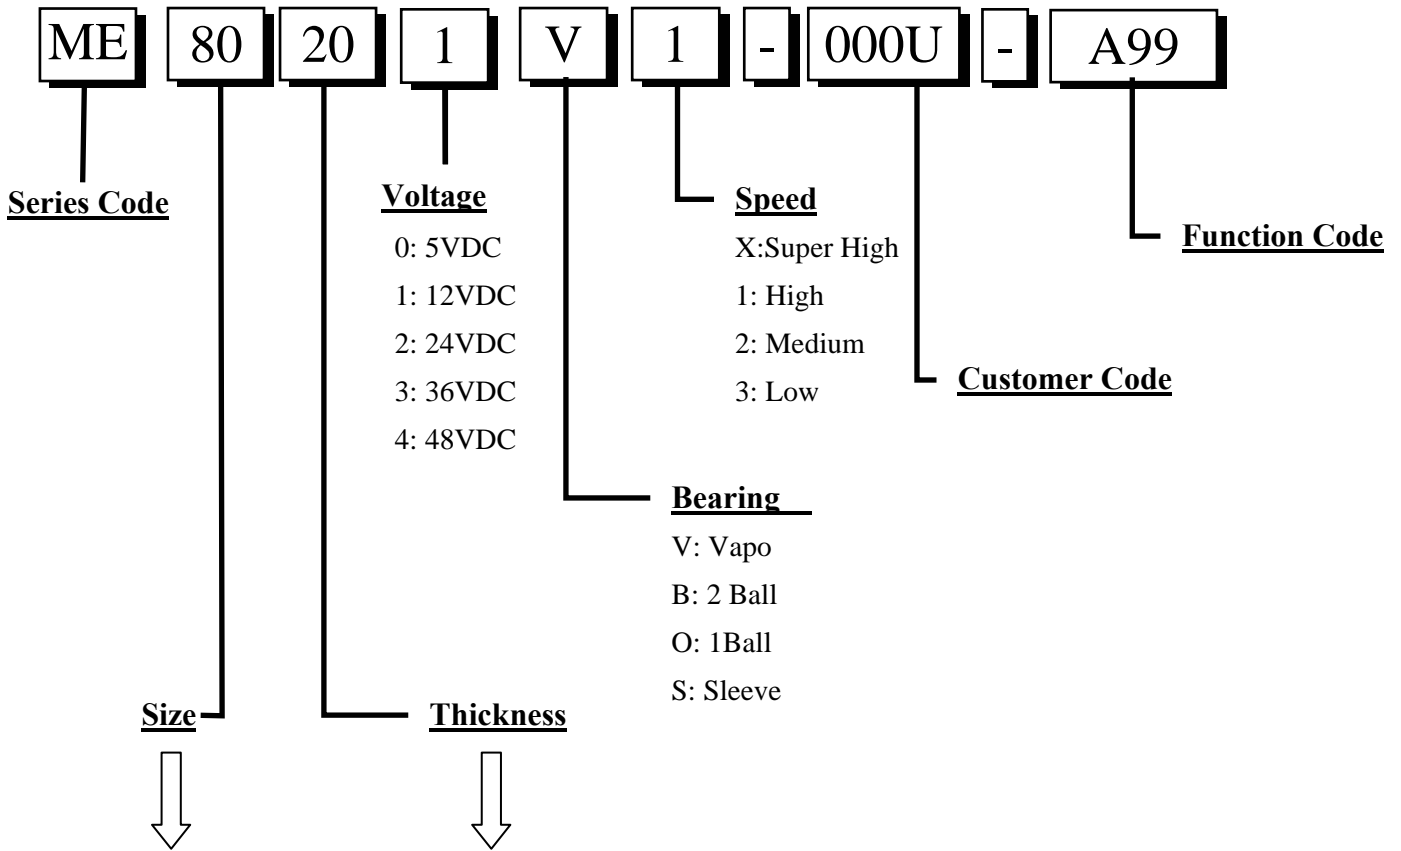 ME 80 20 1 V 1 - 000U - A99
Series Code
Voltage
0: 5VDC
1: 12VDC
2: 24VDC
3: 36VDC
4: 48VDC
Speed
X:Super High
1: High
2: Medium
3: Low
Function Code
Customer Code
Bearing
V: Vapo
B: 2 Ball
O: 1Ball
S: Sleeve
Size
Thickness